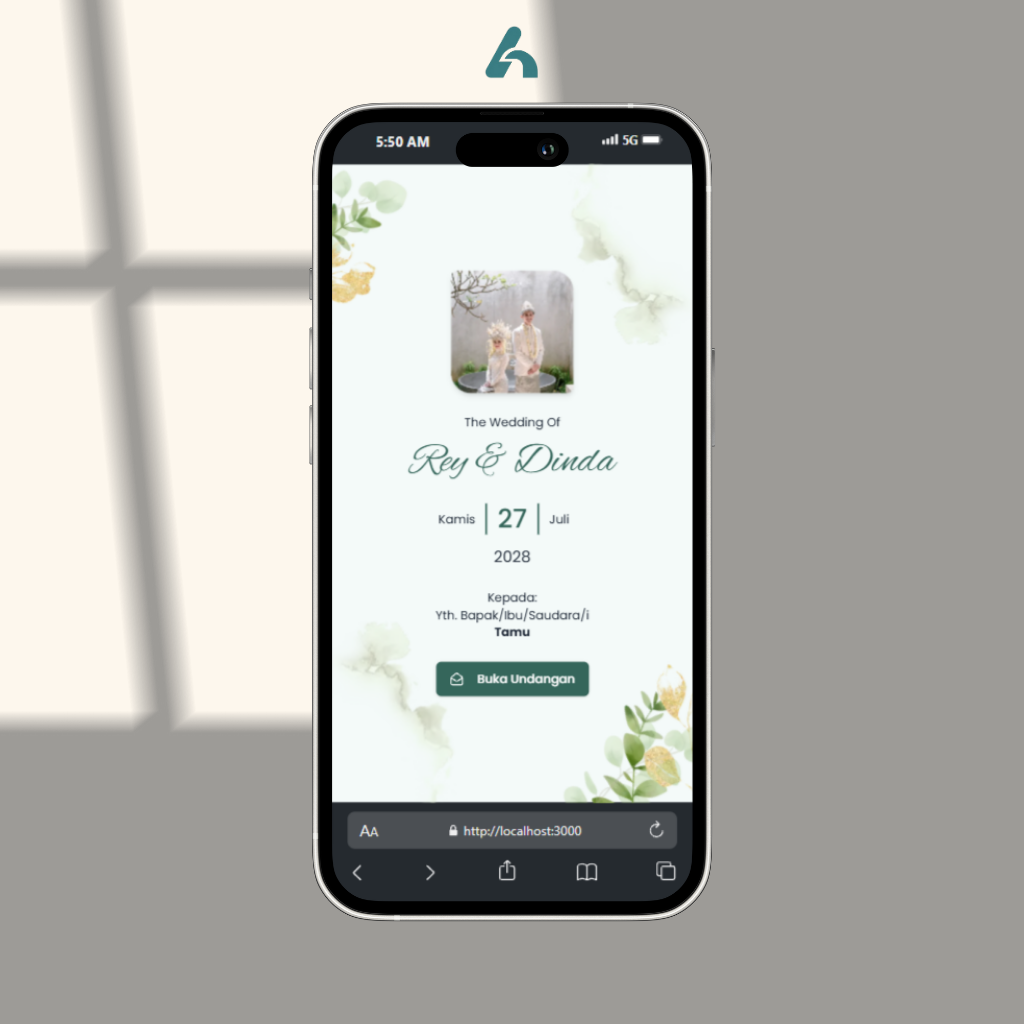 5:50 AM 5G
The Wedding Of
Rey & Dinda
Kamis 27 Juli
2028
Kepada:
Yth. Bapak/Ibu/Saudara/i
Tamu
Buka Undangan
AA http://localhost:3000